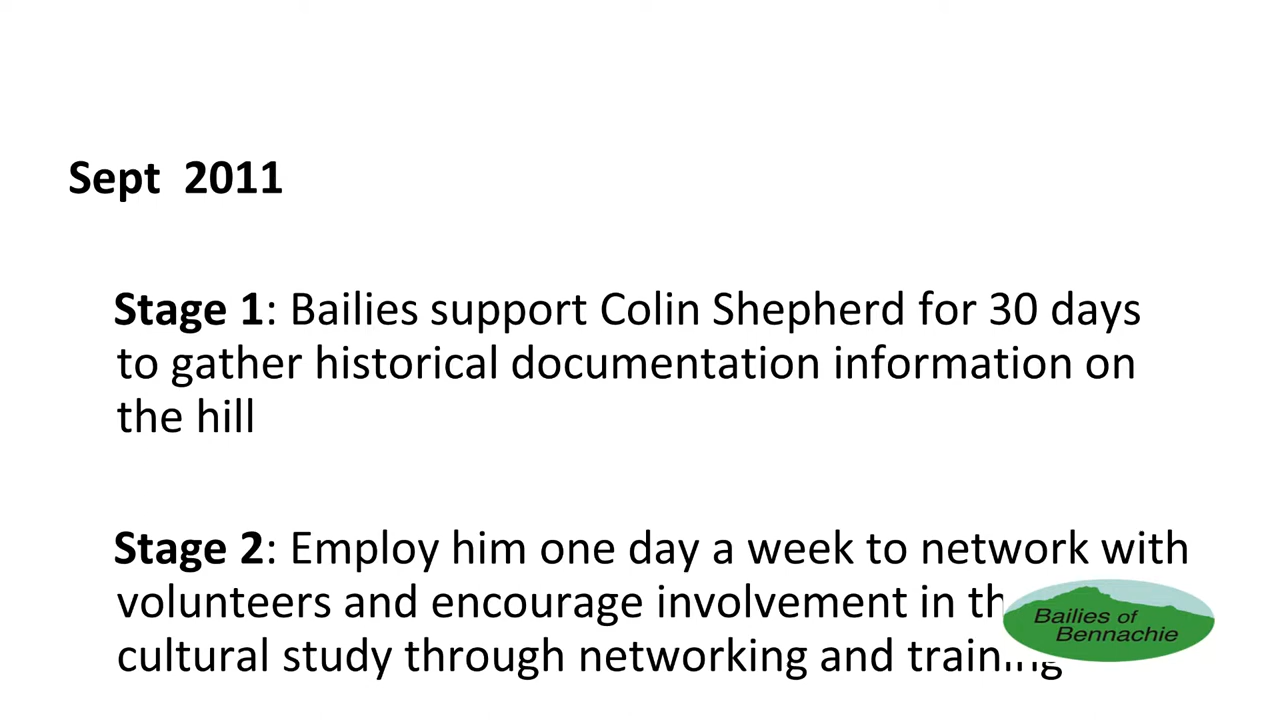 Sept 2011
Stage 1: Bailies support Colin Shepherd for 30 days
to gather historical documentation information on
the hill
Stage 2: Employ him one day a week to network with
volunteers and encourage involvement in
cultural study through networking and training
Bailies of
Bennachie